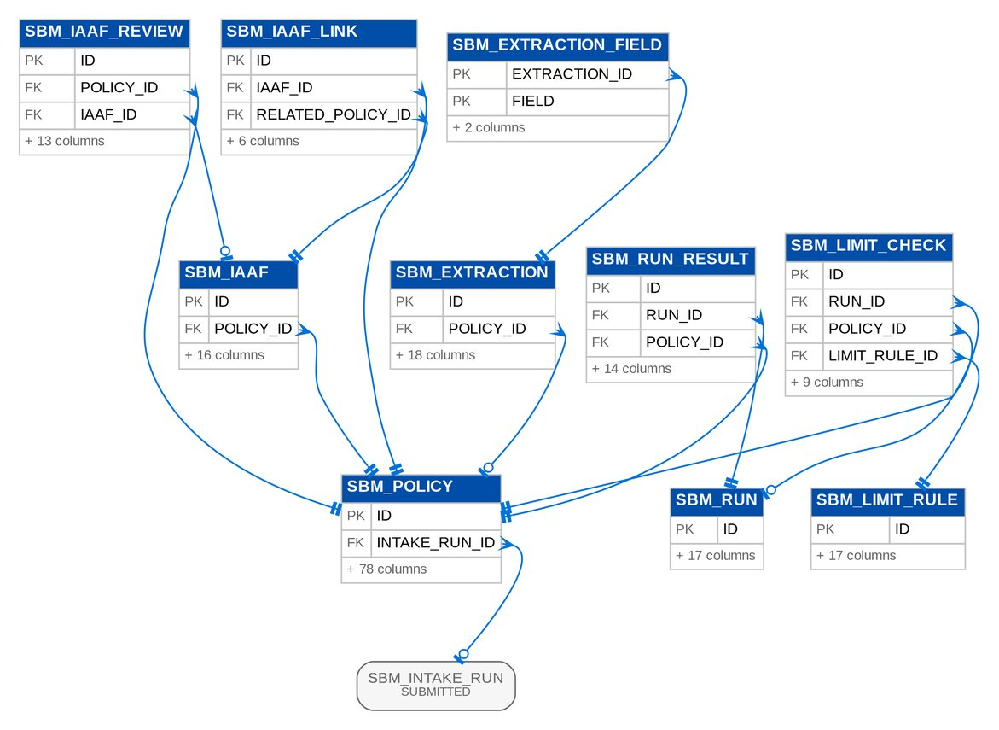 SBM_IAAF_REVIEW
PK ID
FK POLICY_ID
FK IAAF_ID
+ 13 columns
SBM_IAAF_LINK
PK ID
FK IAAF_ID
FK RELATED_POLICY_ID
+ 6 columns
SBM_EXTRACTION_FIELD
PK EXTRACTION_ID
PK FIELD
+ 2 columns
SBM_IAAF
PK ID
FK POLICY_ID
+ 16 columns
SBM_EXTRACTION
PK ID
FK POLICY_ID
+ 18 columns
SBM_RUN_RESULT
PK ID
FK RUN_ID
FK POLICY_ID
+ 14 columns
SBM_LIMIT_CHECK
PK ID
FK RUN_ID
FK POLICY_ID
FK LIMIT_RULE_ID
+ 9 columns
SBM_POLICY
PK ID
FK INTAKE_RUN_ID
+ 78 columns
SBM_RUN
PK ID
+ 17 columns
SBM_LIMIT_RULE
PK ID
+ 17 columns
SBM_INTAKE_RUN
SUBMITTED